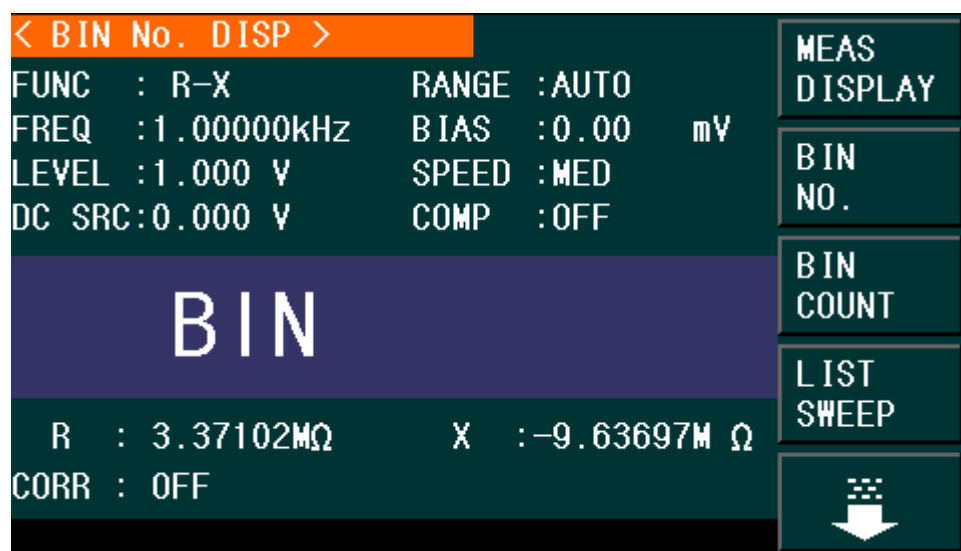 < BIN No. DISP >
FUNC : R-X RANGE :AUTO
FREQ :1.00000kHz BIAS :0.00 mV
LEVEL :1.000 V SPEED :MED
DC SRC:0.000 V COMP :OFF
BIN
R : 3.37102MΩ X :-9.63697M Ω
CORR : OFF
MEAS
DISPLAY
BIN
NO.
BIN
COUNT
LIST
SWEEP